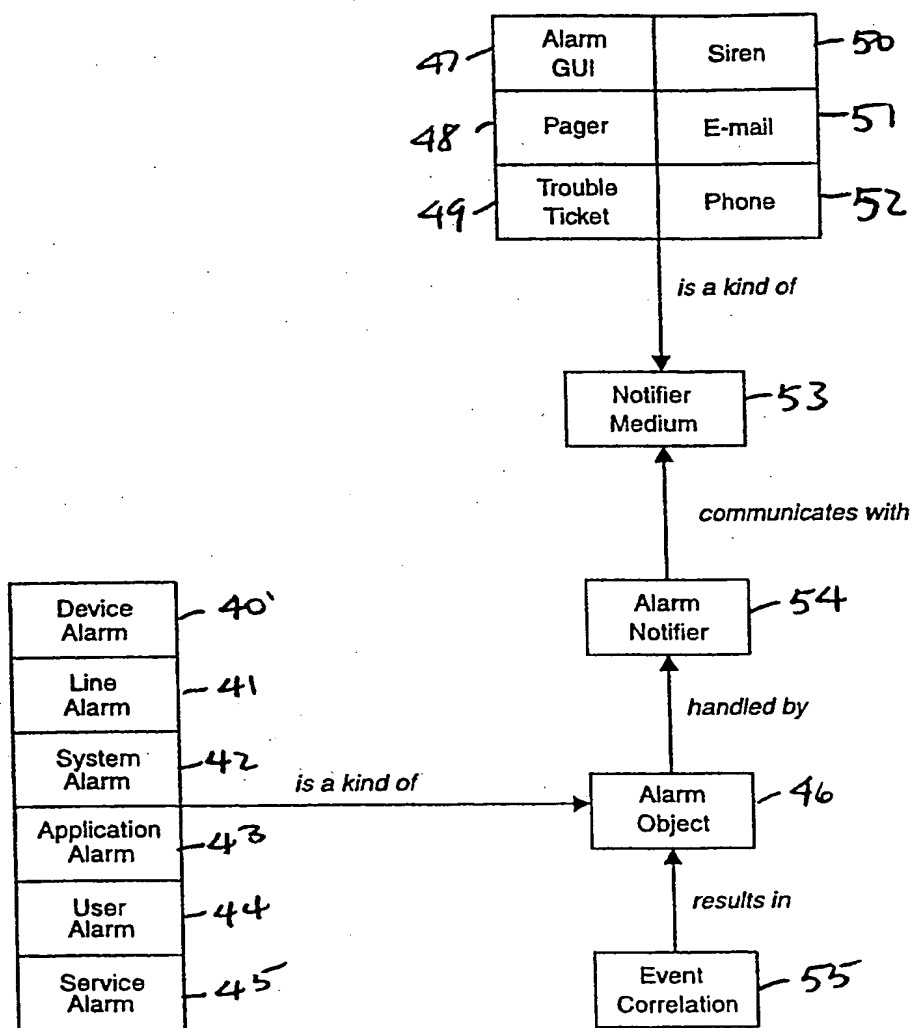 47 Alarm GUI Siren 50
48 Pager E-mail 51
49 Trouble Ticket Phone 52
is a kind of
Notifier Medium 53
communicates with
Alarm Notifier 54
handled by
Device Alarm 40'
Line Alarm 41
System Alarm 42
is a kind of
Alarm Object 46
Application Alarm 43
User Alarm 44
results in
Service Alarm 45
Event Correlation 55